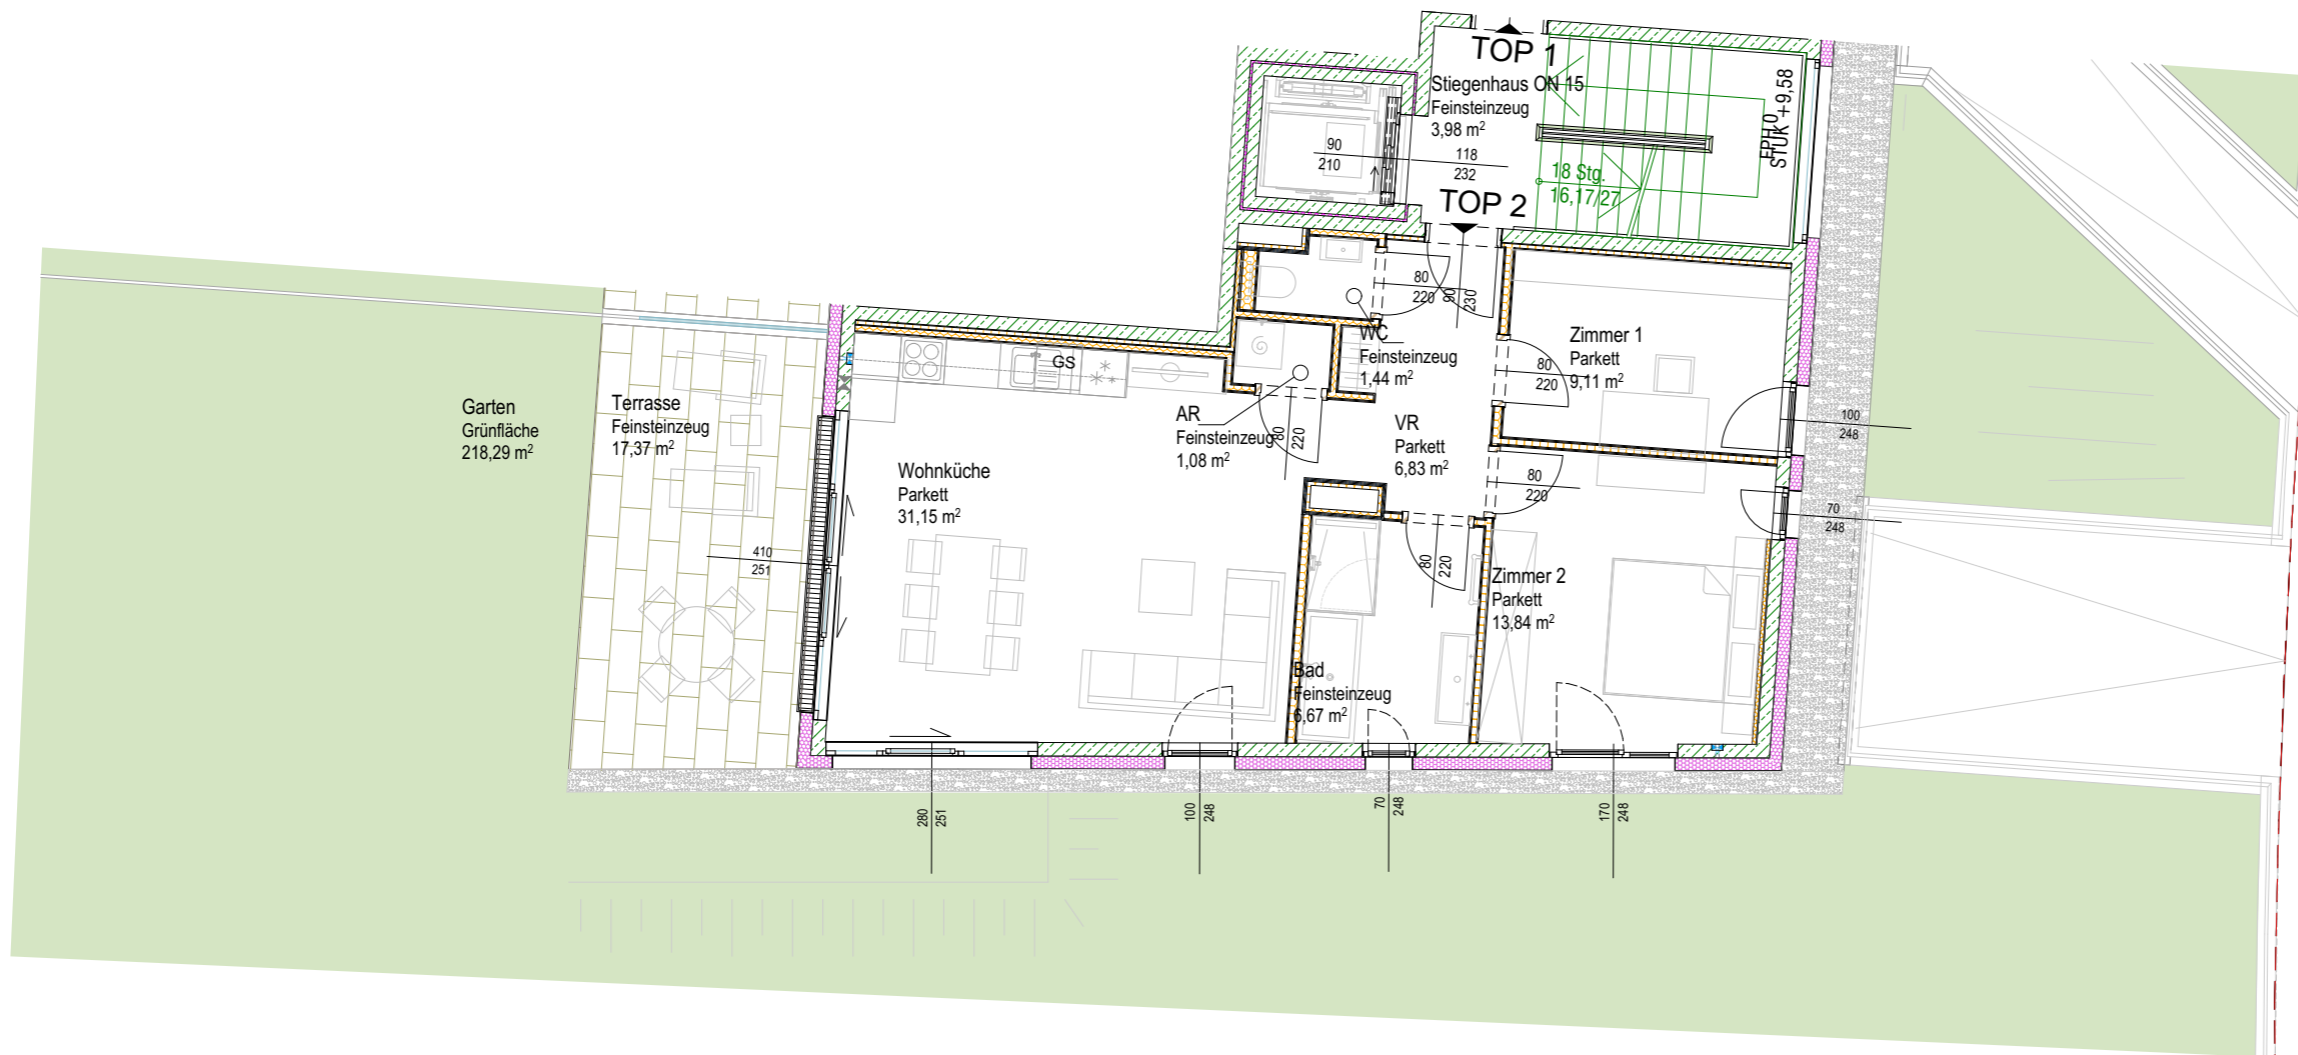 TOP 1
Stiegenhaus ON 15
Feinsteinzeug
3,98 m²
90
210
118
232
TOP 2
18 Stg.
16,17/27
FPH 0
STUK +9,58
80
220
90
230
WC
Feinsteinzeug
1,44 m²
Zimmer 1
Parkett
9,11 m²
80
220
100
248
GS
Garten
Grünfläche
218,29 m²
Terrasse
Feinsteinzeug
17,37 m²
AR
Feinsteinzeug
1,08 m²
80
220
VR
Parkett
6,83 m²
Wohnküche
Parkett
31,15 m²
80
220
70
248
410
251
80
220
Zimmer 2
Parkett
13,84 m²
Bad
Feinsteinzeug
6,67 m²
280
251
100
248
70
248
170
248